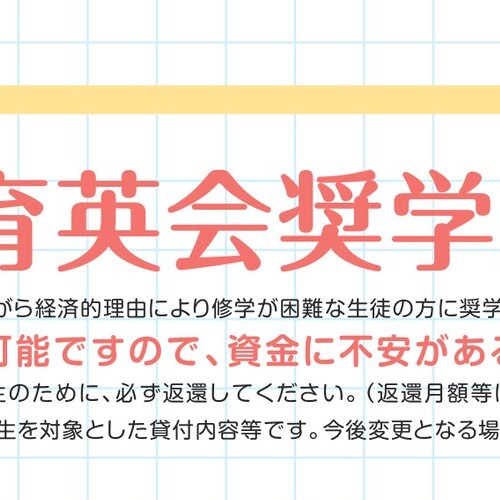 育英会奨学
がら経済的理由により修学が困難な生徒の方に奨学
可能ですので、資金に不安がある
生のために、必ず返還してください。（返還月額等に
生を対象とした貸付内容等です。今後変更となる場